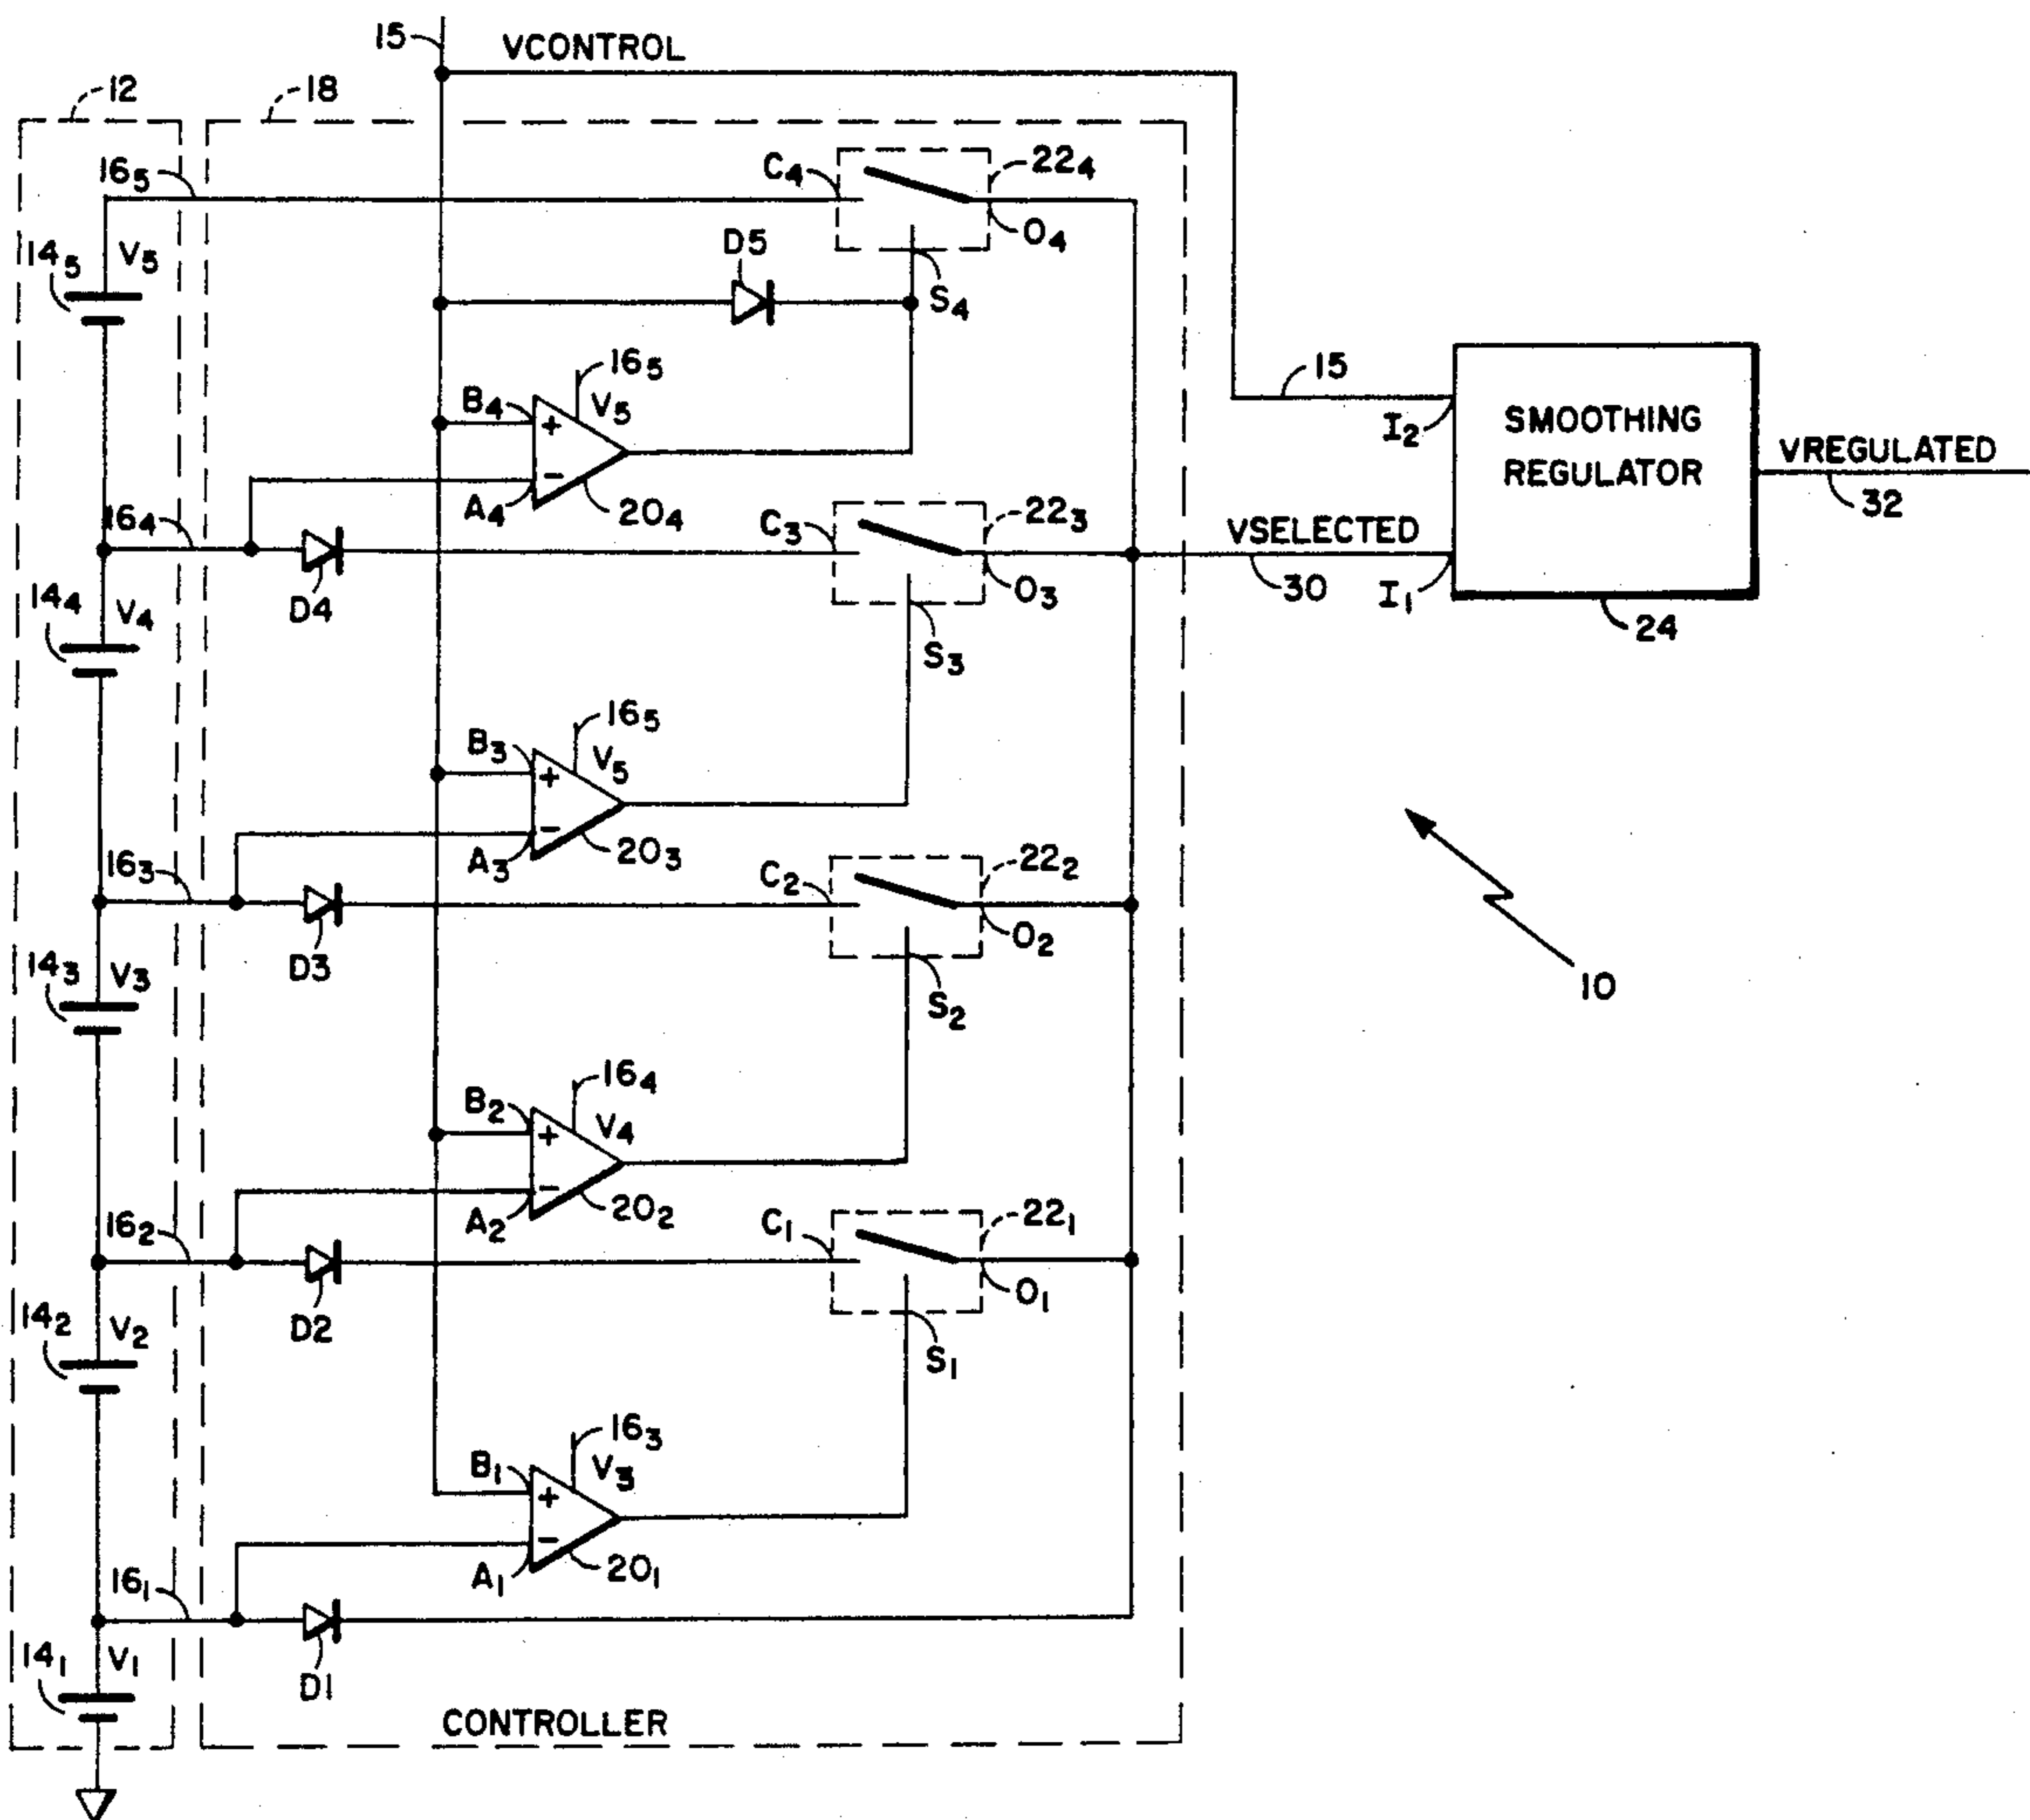 15
VCONTROL
12
18
16₅
C₄
22₄
O₄
14₅
V₅
D5
S₄
16₅
B₄
V₅
+
15
I₂
SMOOTHING
REGULATOR
VREGULATED
32
−
A₄
20₄
16₄
C₃
22₃
VSELECTED
D4
O₃
30
I₁
24
14₄
V₄
S₃
16₅
B₃
V₅
+
−
A₃
20₃
16₃
C₂
22₂
O₂
D3
14₃
V₃
S₂
10
16₄
B₂
V₄
+
−
A₂
20₂
16₂
C₁
22₁
O₁
D2
14₂
V₂
S₁
16₃
B₁
V₃
+
−
A₁
20₁
16₁
14₁
V₁
D1
CONTROLLER